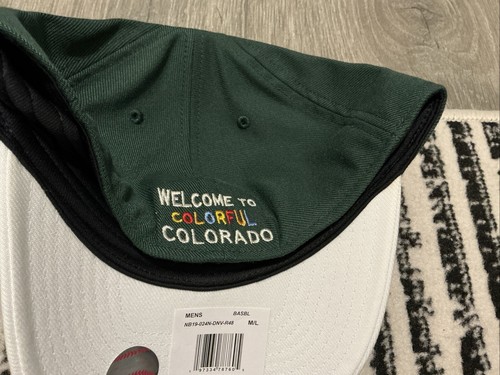 WELCOME TO
COLORFUL
COLORADO
MENS BASBL
NB19-024N-DNV-R48 M/L